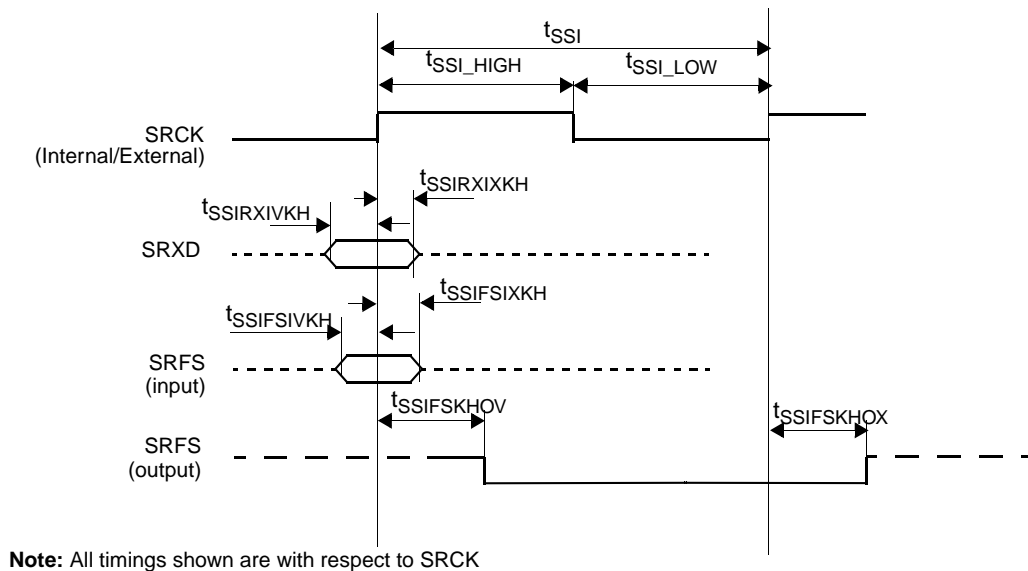 tSSI
tSSI_HIGH
tSSI_LOW
SRCK
(Internal/External)
tSSIRXIXKH
tSSIRXIVKH
SRXD
tSSIFSIXKH
tSSIFSIVKH
SRFS
(input)
tSSIFSKHOV
tSSIFSKHOX
SRFS
(output)
Note: All timings shown are with respect to SRCK